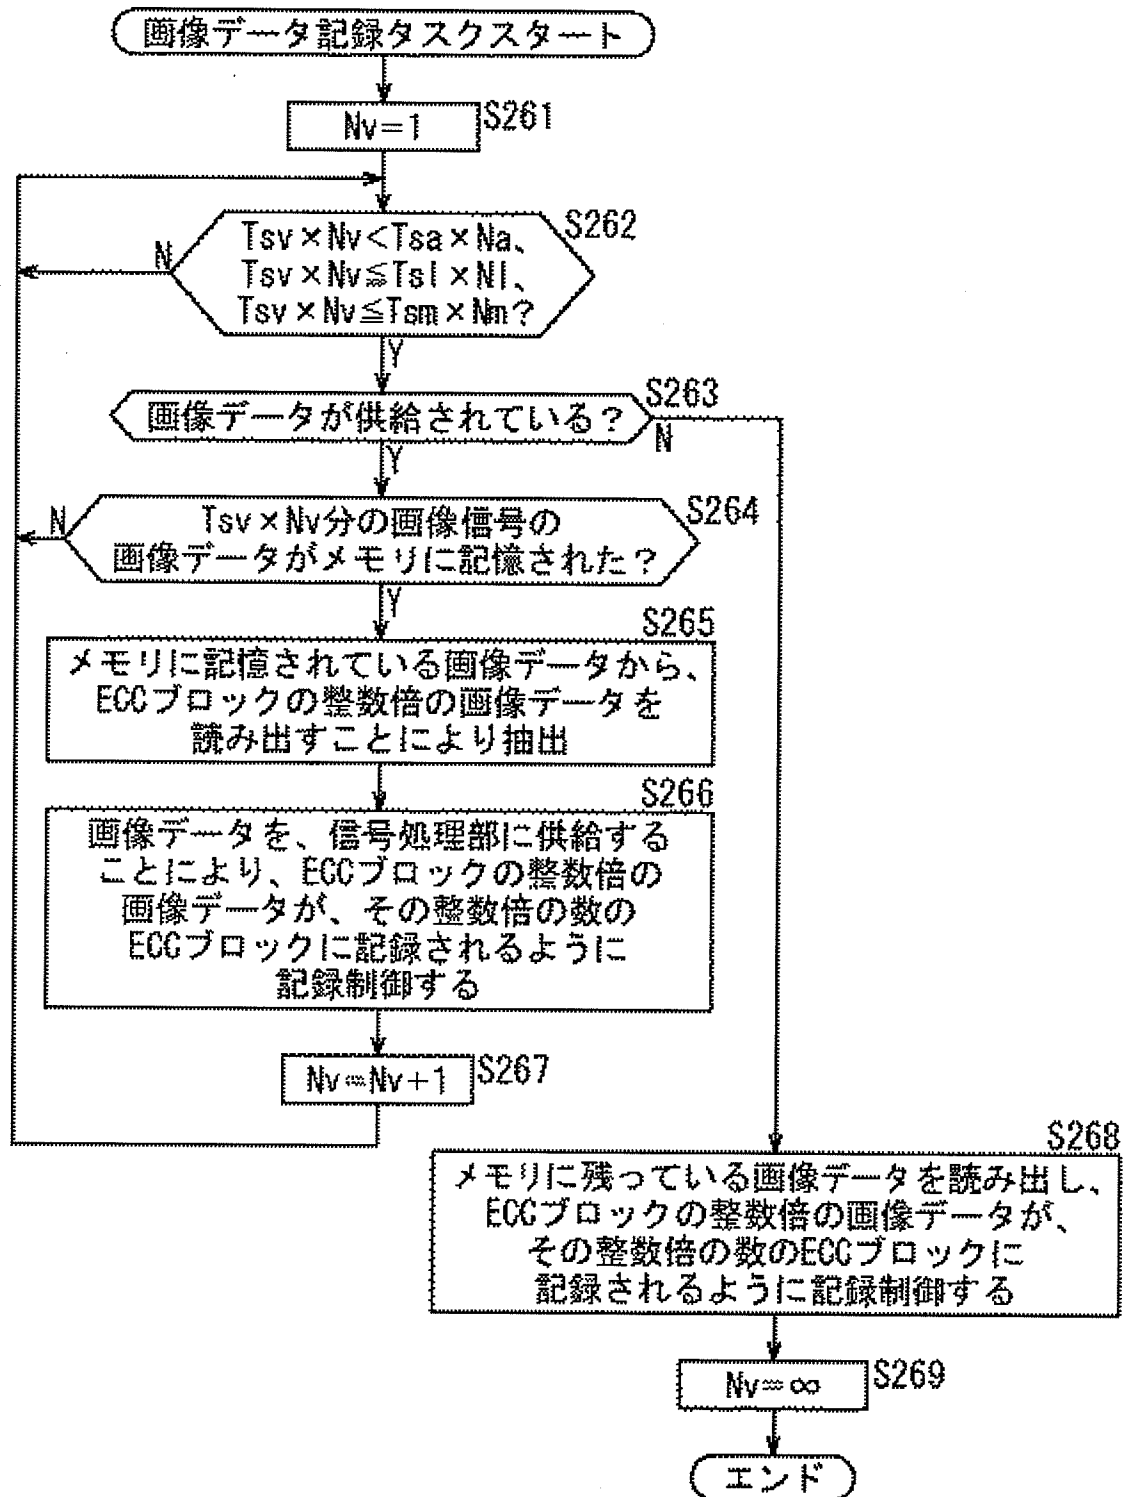 画像データ記録タスクスタート
Nv=1
S261
S262
Tsv×Nv<Tsa×Na、
Tsv×Nv≦Tsl×Nl、
Tsv×Nv≦Tsm×Nm?
N
Y
S263
画像データが供給されている?
N
Y
S264
Tsv×Nv分の画像信号の
画像データがメモリに記憶された?
N
Y
S265
メモリに記憶されている画像データから、
ECCブロックの整数倍の画像データを
読み出すことにより抽出
S266
画像データを、信号処理部に供給する
ことにより、ECCブロックの整数倍の
画像データが、その整数倍の数の
ECCブロックに記録されるように
記録制御する
Nv=Nv+1
S267
S268
メモリに残っている画像データを読み出し、
ECCブロックの整数倍の画像データが、
その整数倍の数のECCブロックに
記録されるように記録制御する
Nv=∞
S269
エンド